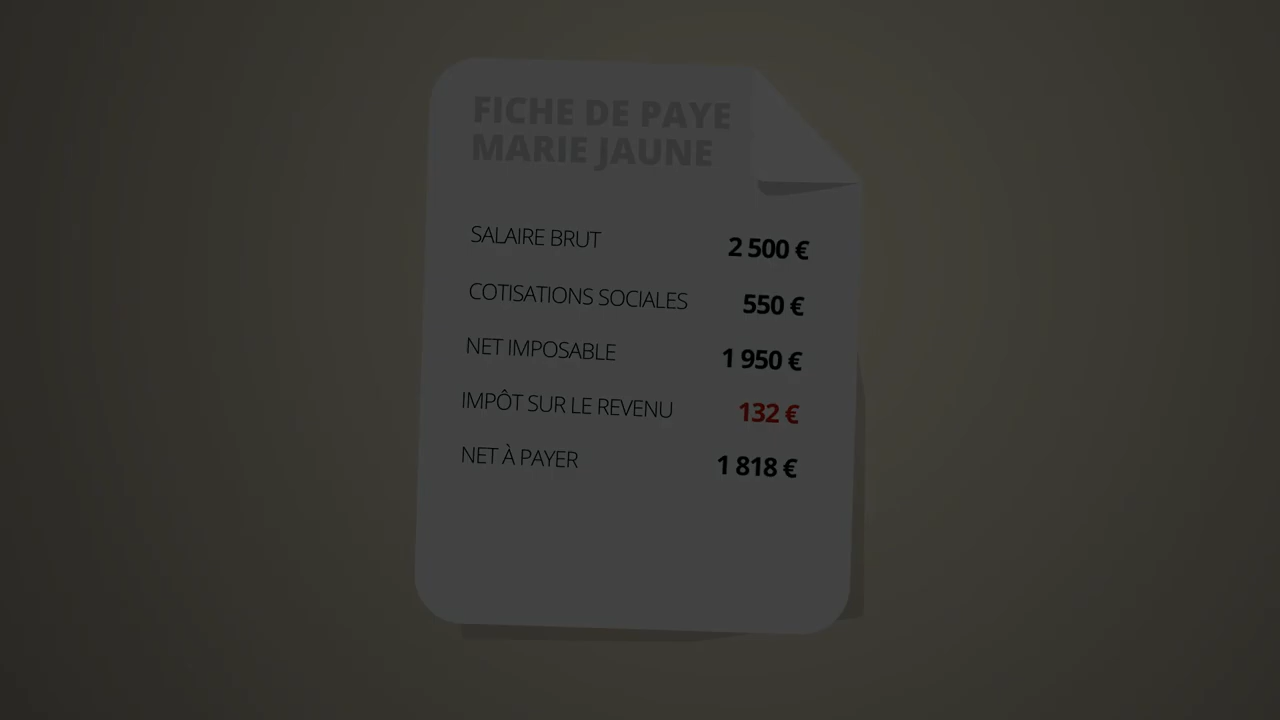 FICHE DE PAYE
MARIE JAUNE
SALAIRE BRUT 2 500 €
COTISATIONS SOCIALES 550 €
NET IMPOSABLE 1 950 €
IMPÔT SUR LE REVENU 132 €
NET À PAYER 1 818 €